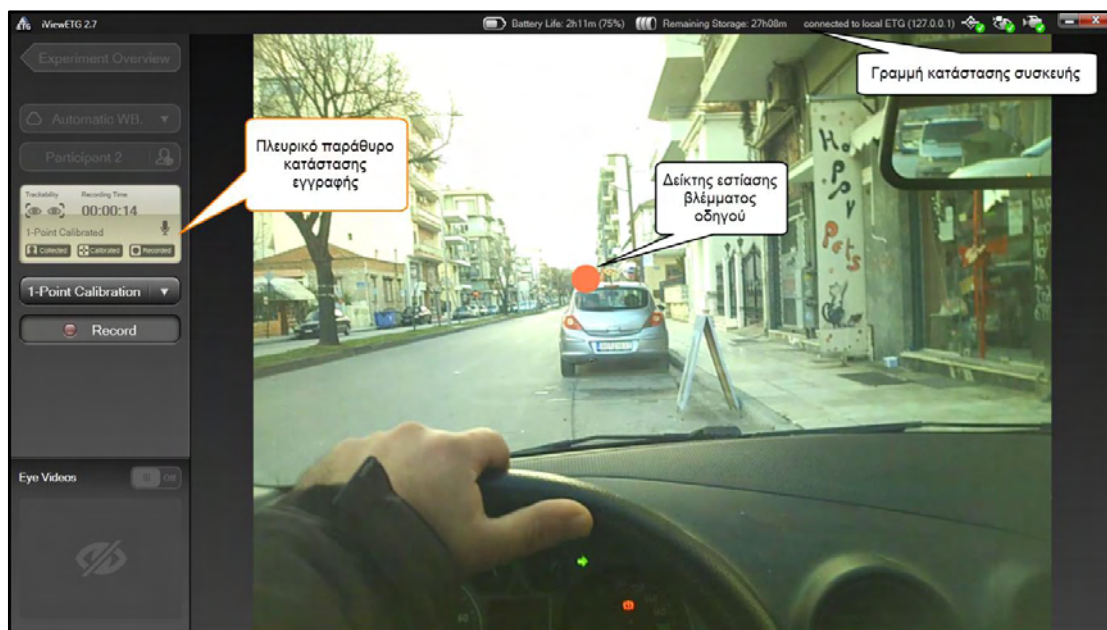 ETG iViewETG 2.7
Battery Life: 2h11m (75%) Remaining Storage: 27h08m connected to local ETG (127.0.0.1)
Γραμμή κατάστασης συσκευής
Experiment Overview
Automatic WB.
Participant 2
Πλευρικό παράθυρο
κατάστασης
εγγραφής
Δείκτης εστίασης
βλέμματος
οδηγού
Trackability Recording Time
00:00:14
1-Point Calibrated
Collected Calibrated Recorded
1-Point Calibration
Record
Eye Videos
Off
Happy
Pets